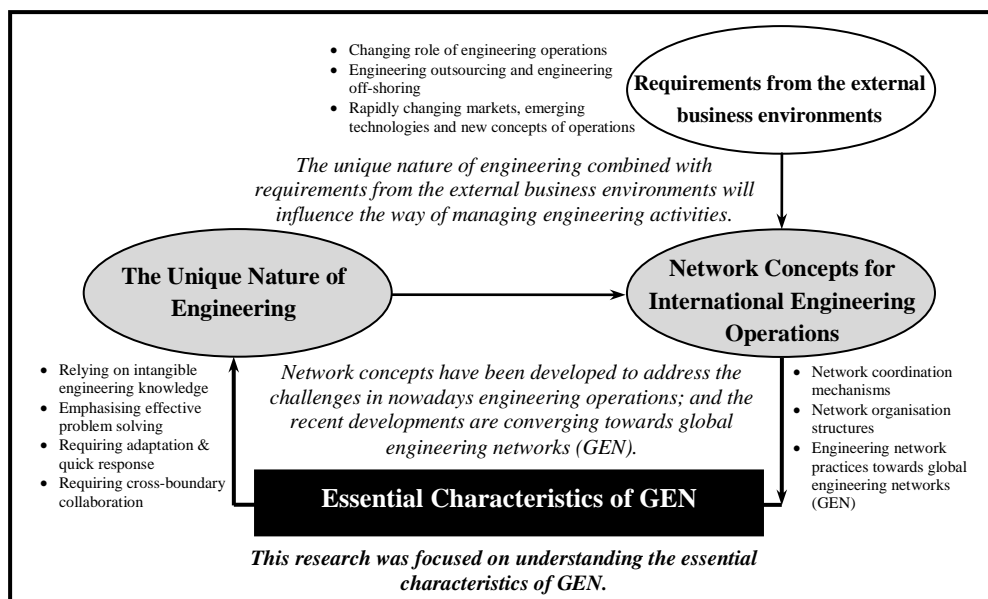 • Changing role of engineering operations
• Engineering outsourcing and engineering
off-shoring
• Rapidly changing markets, emerging
technologies and new concepts of operations
Requirements from the external
business environments
The unique nature of engineering combined with
requirements from the external business environments will
influence the way of managing engineering activities.
The Unique Nature of
Engineering
Network Concepts for
International Engineering
Operations
• Relying on intangible
engineering knowledge
• Emphasising effective
problem solving
• Requiring adaptation &
quick response
• Requiring cross-boundary
collaboration
Network concepts have been developed to address the
challenges in nowadays engineering operations; and the
recent developments are converging towards global
engineering networks (GEN).
• Network coordination
mechanisms
• Network organisation
structures
• Engineering network
practices towards global
engineering networks
(GEN)
Essential Characteristics of GEN
This research was focused on understanding the essential
characteristics of GEN.